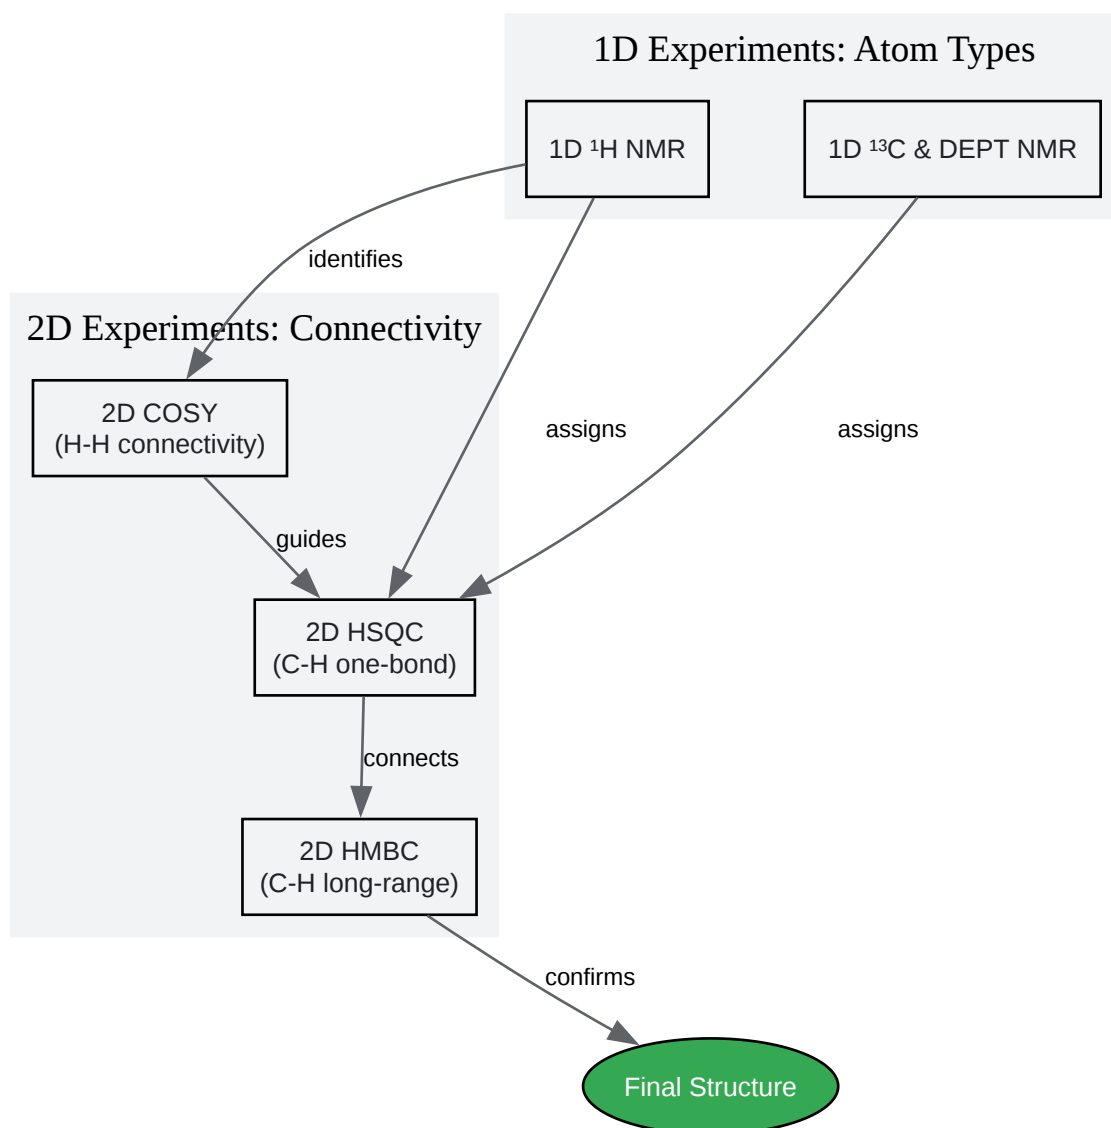 1D Experiments: Atom Types
1D ¹H NMR
1D ¹³C & DEPT NMR
identifies
2D Experiments: Connectivity
2D COSY
(H-H connectivity)
assigns
assigns
guides
2D HSQC
(C-H one-bond)
connects
2D HMBC
(C-H long-range)
confirms
Final Structure